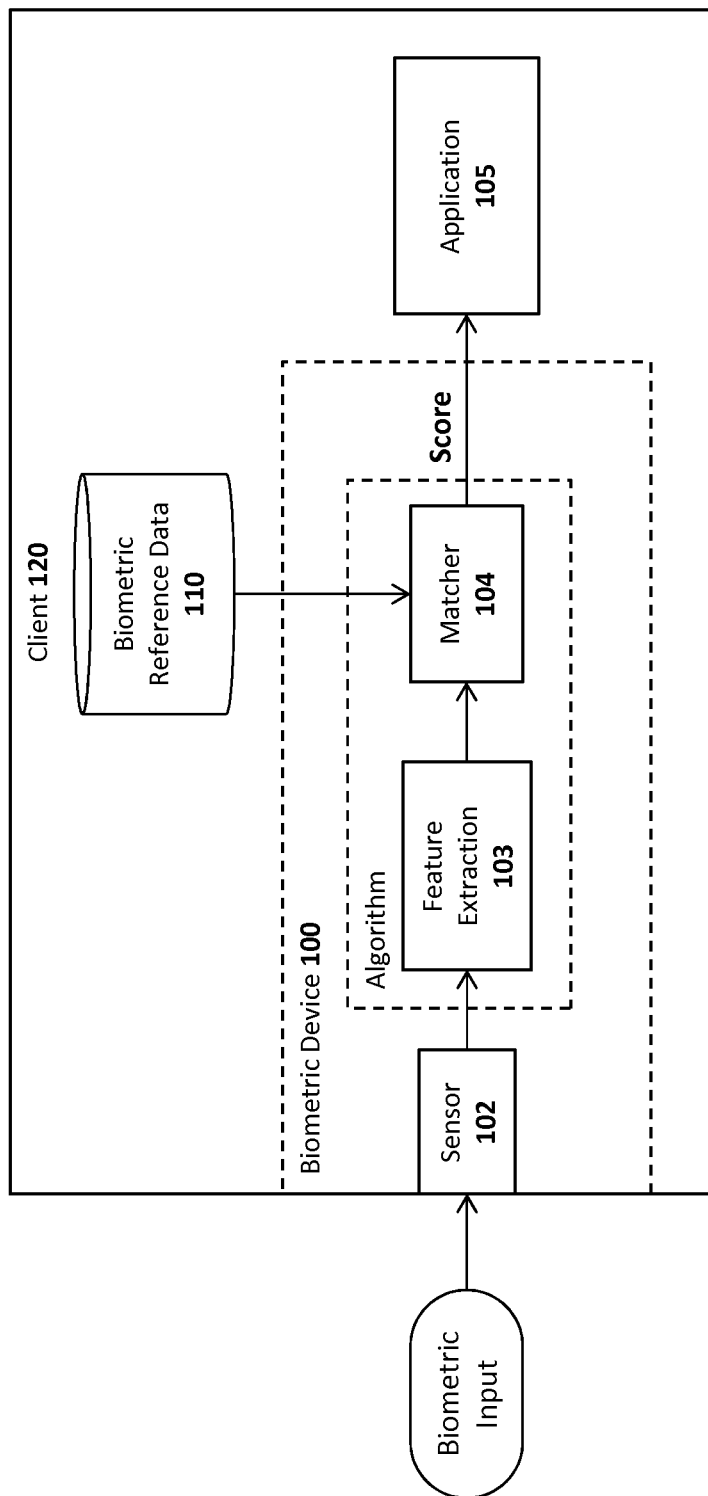 Client 120
Biometric
Reference Data
110
Biometric Device 100
Algorithm
Score
Biometric
Input
Sensor
102
Feature
Extraction
103
Matcher
104
Application
105